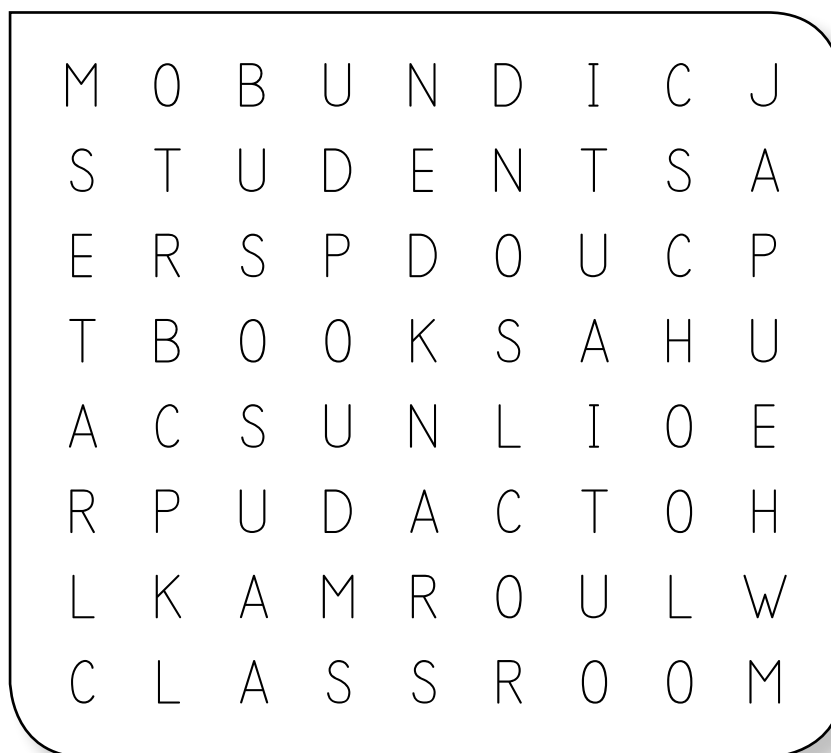 M O B U N D I C J
S T U D E N T S A
E R S P D O U C P
T B O O K S A H U
A C S U N L I O E
R P U D A C T O H
L K A M R O U L W
C L A S S R O O M